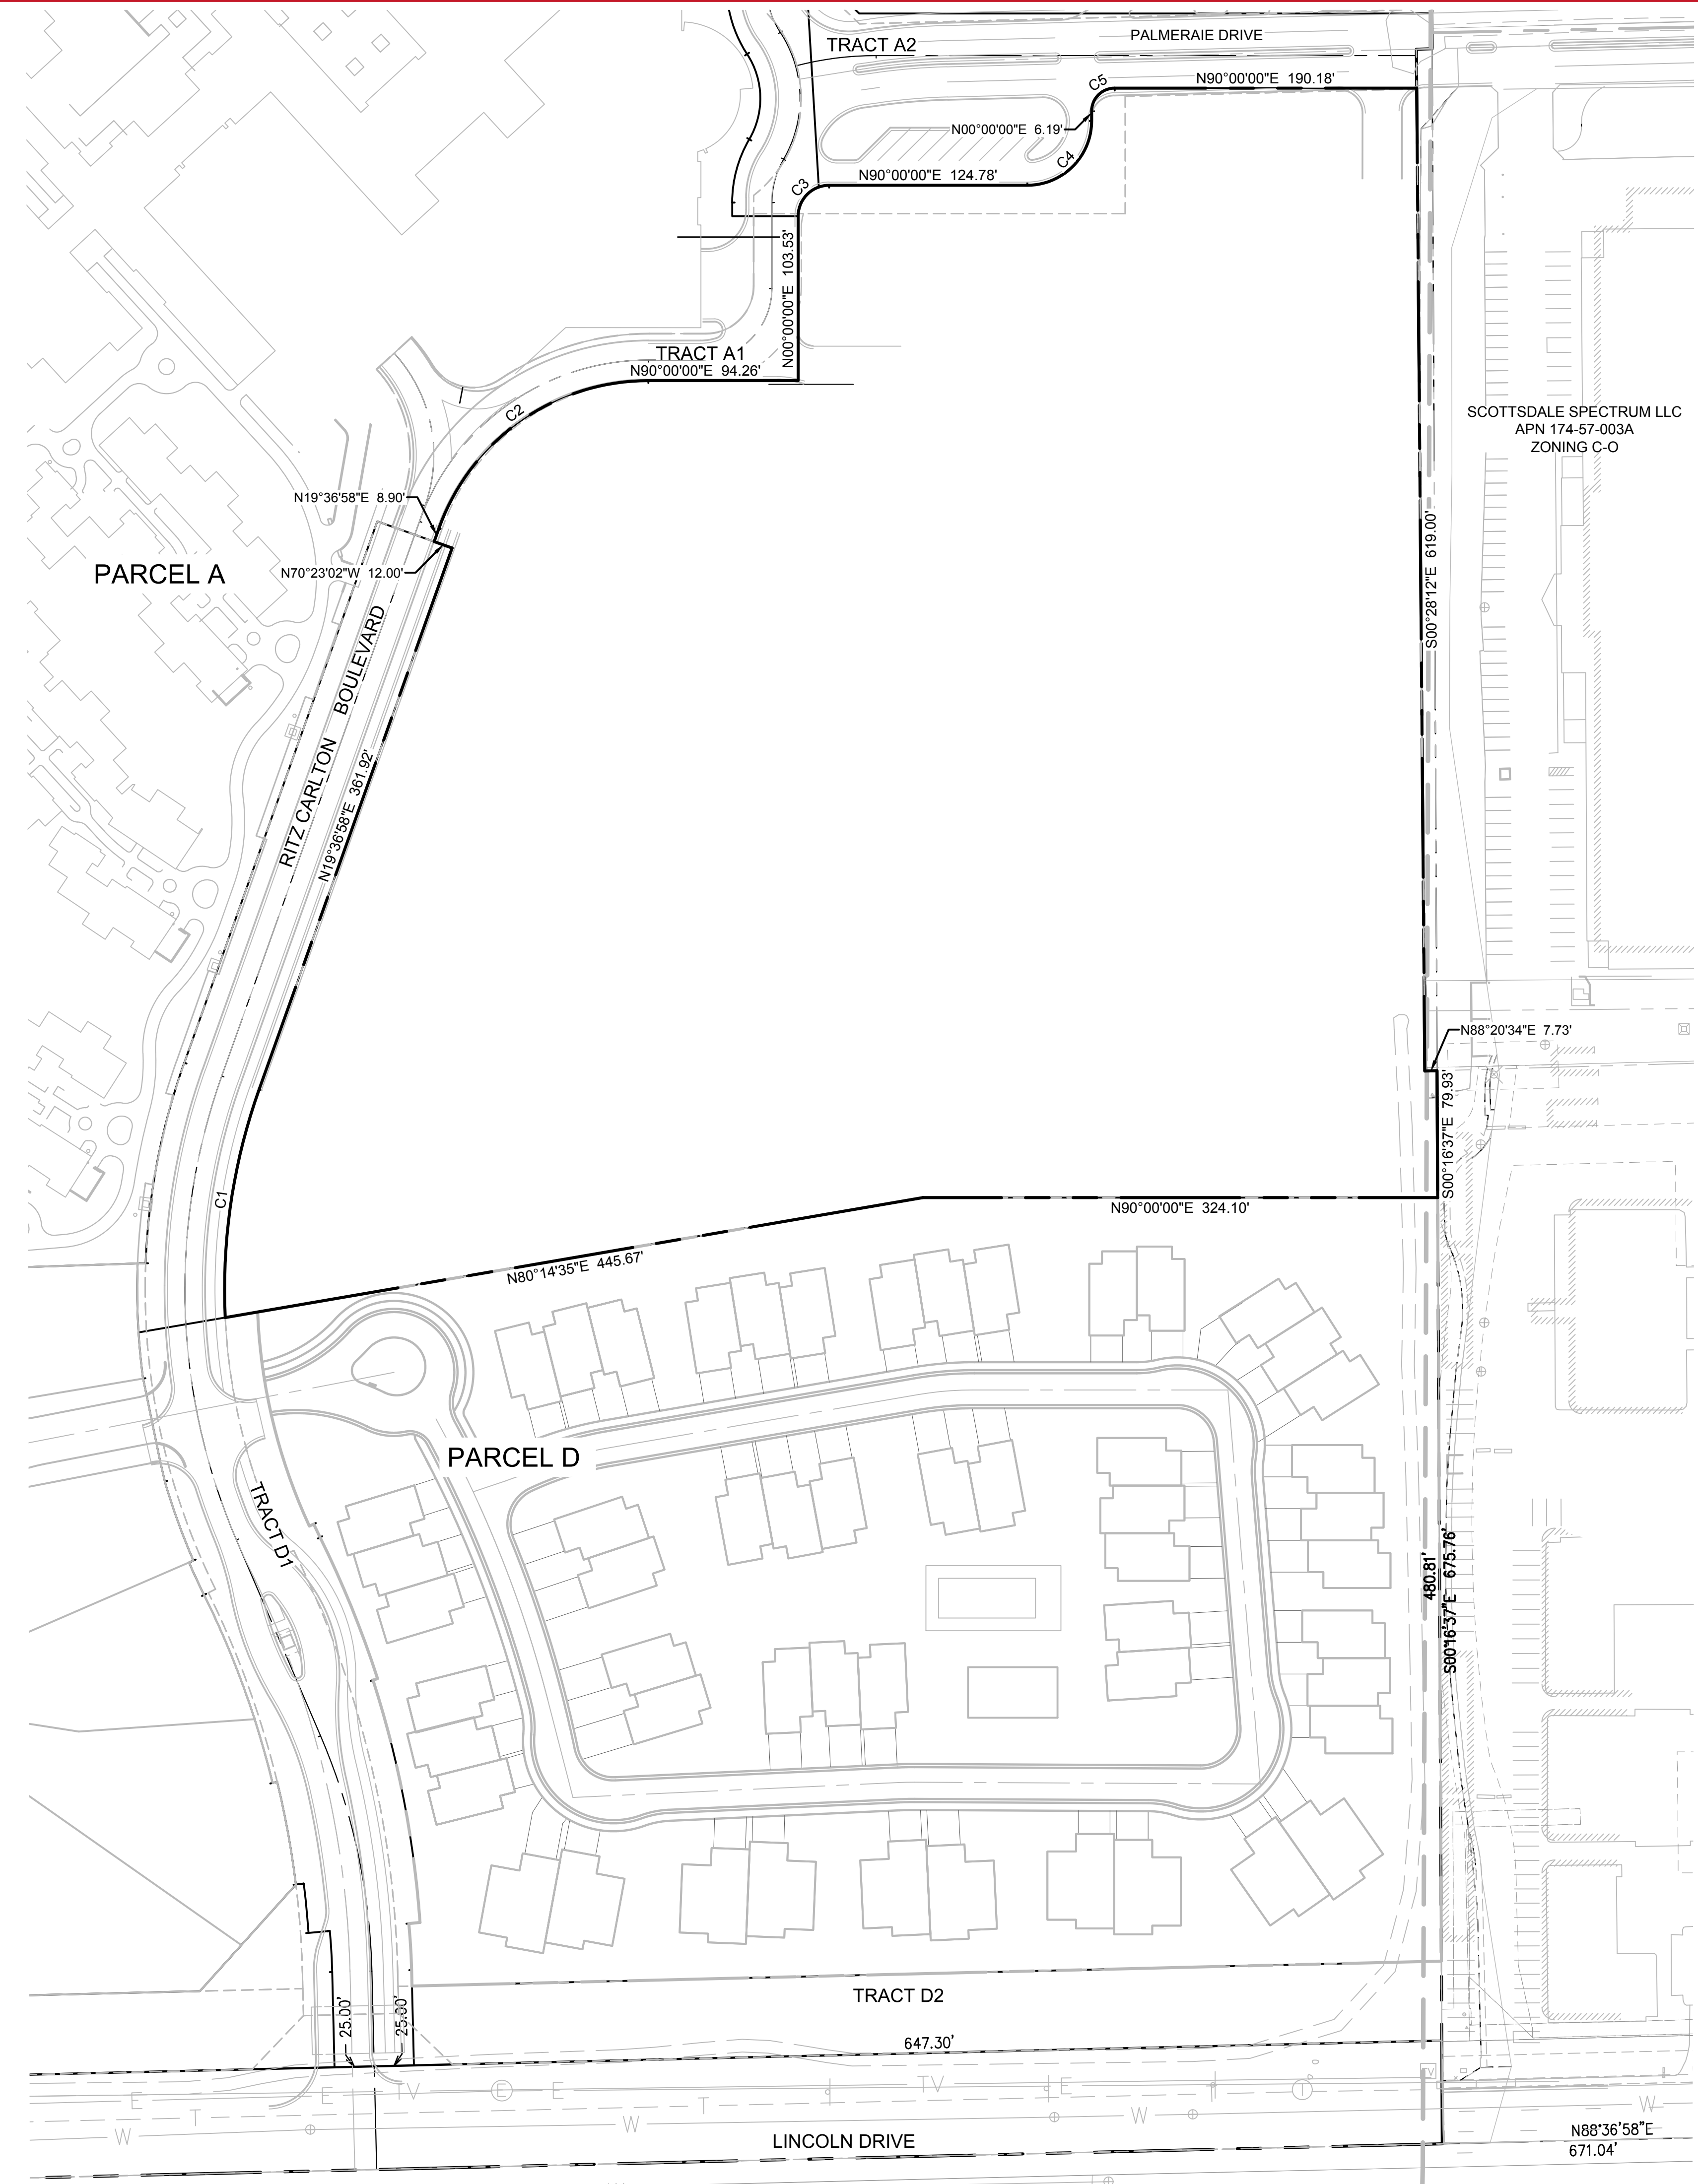 TRACT A2
PALMERAIE DRIVE
C5
N90°00'00"E 190.18'
N00°00'00"E 6.19'
C4
N90°00'00"E 124.78'
C3
N00°00'00"E 103.53'
TRACT A1
N90°00'00"E 94.26'
C2
SCOTTSDALE SPECTRUM LLC
APN 174-57-003A
ZONING C-O
N19°36'58"E 8.90'
S00°28'12"E 619.00'
N70°23'02"W 12.00'
PARCEL A
RITZ CARLTON BOULEVARD
N19°36'58"E 361.92'
N88°20'34"E 7.73'
S00°16'37"E 79.93'
C1
N90°00'00"E 324.10'
N80°14'35"E 445.67'
PARCEL D
TRACT D1
480.81'
S00°16'37"E 675.76'
TRACT D2
25.00'
25.00'
647.30'
E
E
TV
E
E
TV
E
T
T
T
W
W
W
W
LINCOLN DRIVE
N88°36'58"E
671.04'